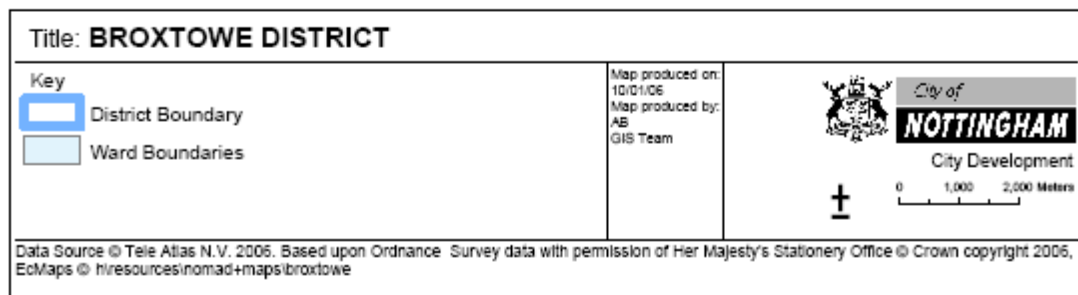 Title: BROXTOWE DISTRICT
Key
District Boundary
Ward Boundaries
Map produced on:
10/01/06
Map produced by:
AB
GIS Team
City of
NOTTINGHAM
City Development
0 1,000 2,000 Meters
Data Source © Tele Atlas N.V. 2006. Based upon Ordnance Survey data with permission of Her Majesty's Stationery Office © Crown copyright 2006,
EcMaps © h\resources\nomad+maps\broxtowe